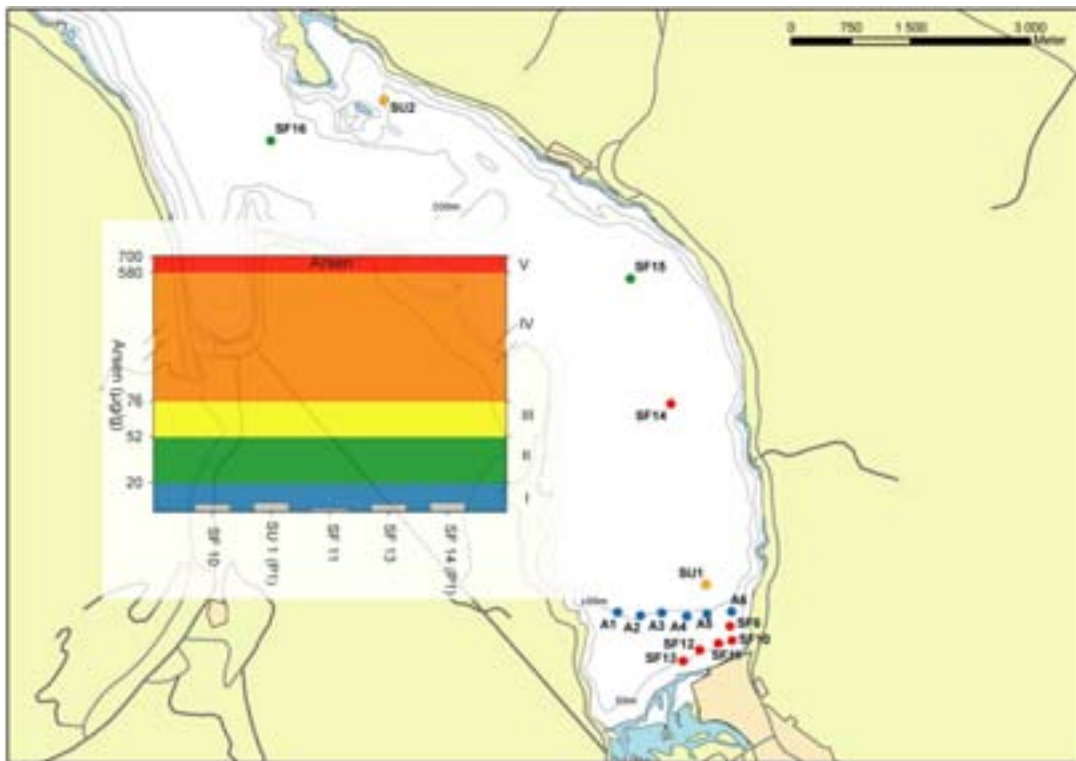 0 750 1 500 3 000
Meter
SU2
SF16
200m
SF15
700
580
Arsen
V
IV
Arsen (µg/g)
76
III
SF14
52
II
20
I
SF 10
SU 1 (P1)
SF 11
SF 13
SF 14 (P1)
SU1
A6
A1 A2 A3 A4 A5
SF9
SF10
SF12
SF13
50m